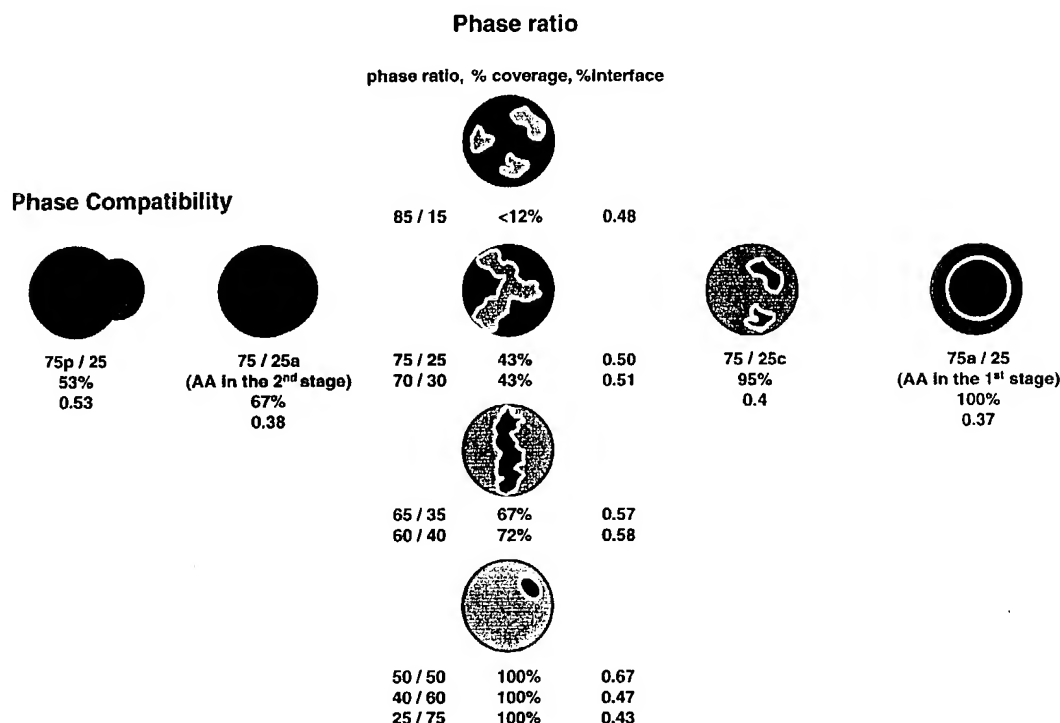 Phase ratio
phase ratio, % coverage, %interface
85 / 15 <12% 0.48
Phase Compatibility
75p / 25
53%
0.53
75 / 25a
(AA in the 2nd stage)
67%
0.38
75 / 25 43% 0.50
70 / 30 43% 0.51
75 / 25c
95%
0.4
75a / 25
(AA in the 1st stage)
100%
0.37
65 / 35 67% 0.57
60 / 40 72% 0.58
50 / 50 100% 0.67
40 / 60 100% 0.47
25 / 75 100% 0.43